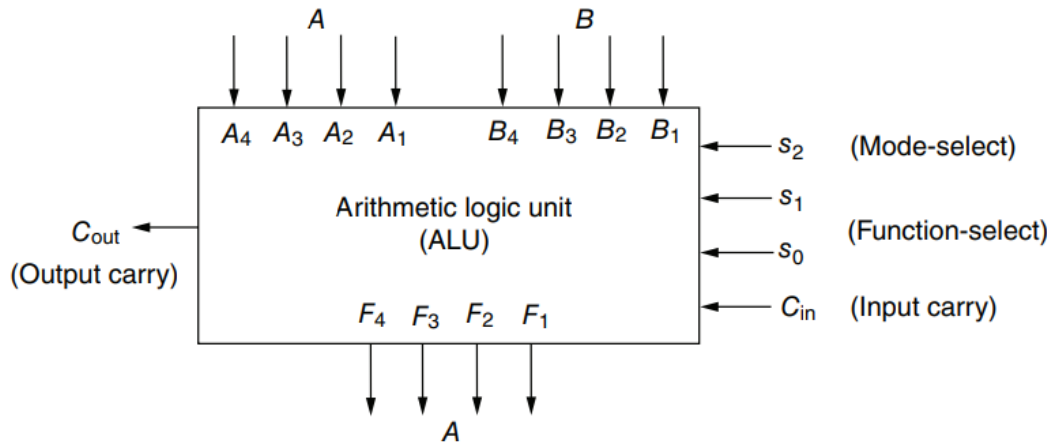 A B
A4 A3 A2 A1 B4 B3 B2 B1
s2 (Mode-select)
s1
Arithmetic logic unit
(ALU)
Cout
(Output carry)
(Function-select)
s0
Cin (Input carry)
F4 F3 F2 F1
A